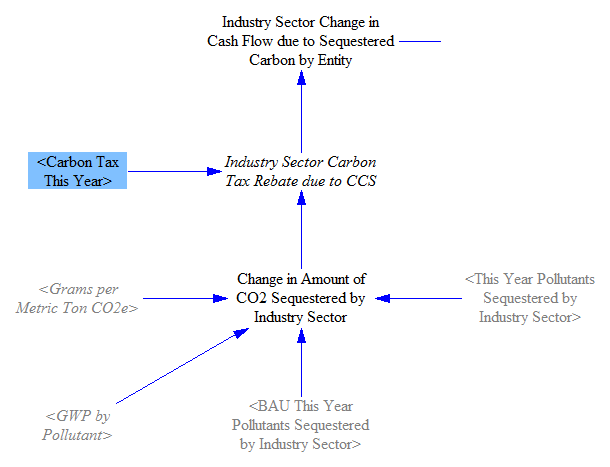 Industry Sector Change in
Cash Flow due to Sequestered
Carbon by Entity
<Carbon Tax
This Year>
Industry Sector Carbon
Tax Rebate due to CCS
<Grams per
Metric Ton CO2e>
Change in Amount of
CO2 Sequestered by
Industry Sector
<This Year Pollutants
Sequestered by
Industry Sector>
<GWP by
Pollutant>
<BAU This Year
Pollutants Sequestered
by Industry Sector>